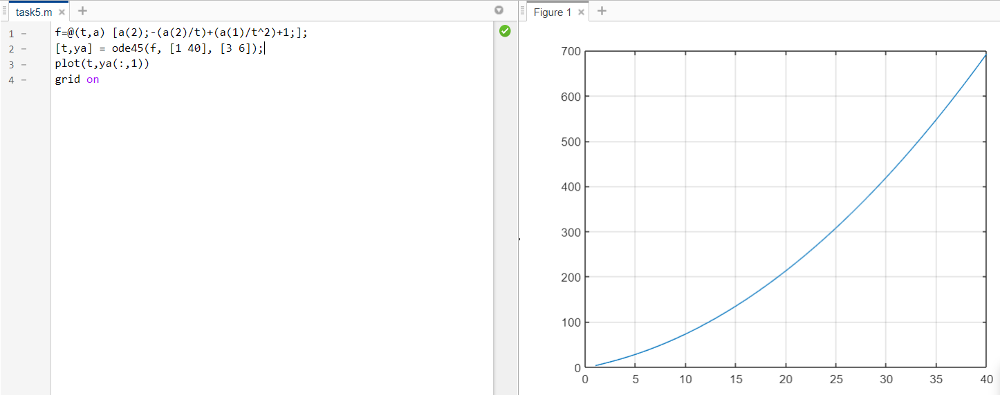 task5.m × +
1 – f=@(t,a) [a(2);-(a(2)/t)+(a(1)/t^2)+1;];
2 – [t,ya] = ode45(f, [1 40], [3 6]);
3 – plot(t,ya(:,1))
4 – grid on
Figure 1 × +
700
600
500
400
300
200
100
0
0 5 10 15 20 25 30 35 40